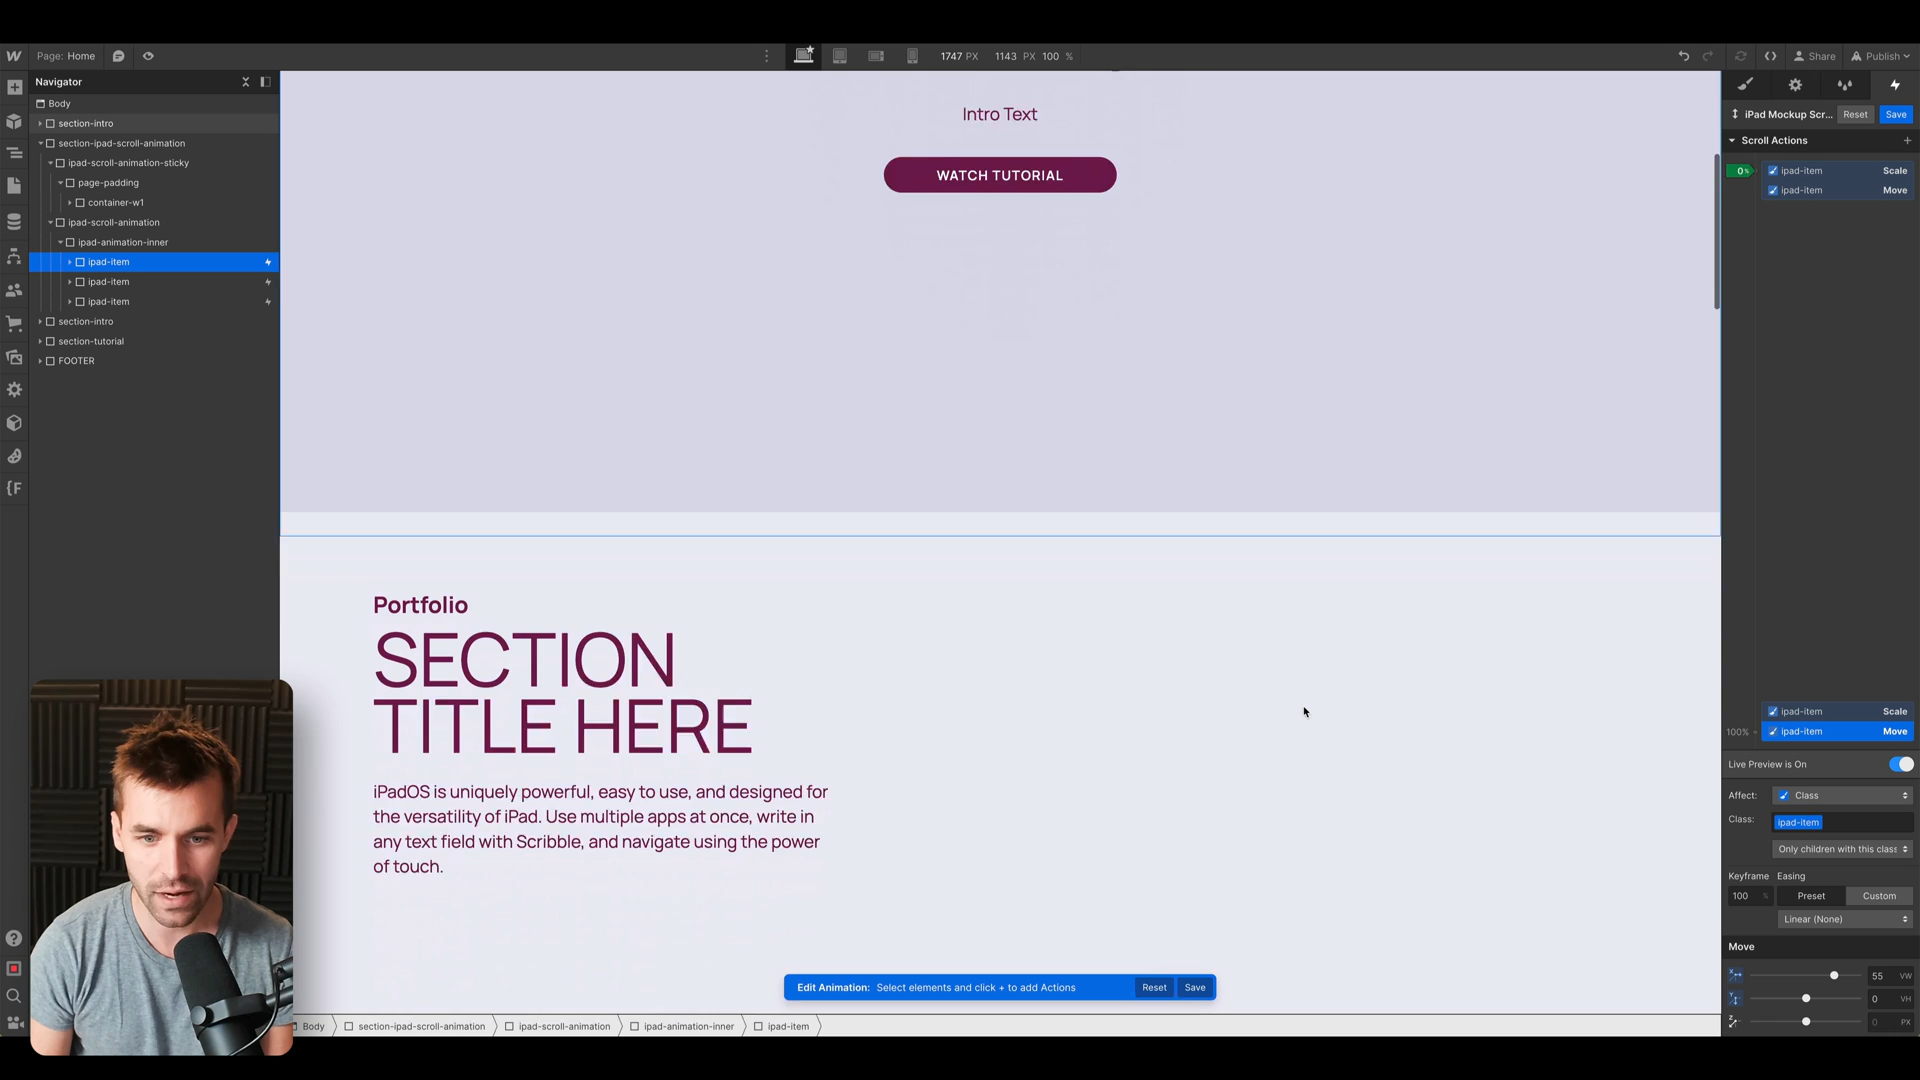 Page: Home
1747 PX 1143 PX 100 %
Share
Publish
Navigator
Body
section-intro
section-ipad-scroll-animation
ipad-scroll-animation-sticky
page-padding
container-w1
ipad-scroll-animation
ipad-animation-inner
ipad-item
ipad-item
ipad-item
section-intro
section-tutorial
FOOTER
Intro Text
WATCH TUTORIAL
Portfolio
SECTION
TITLE HERE
iPadOS is uniquely powerful, easy to use, and designed for
the versatility of iPad. Use multiple apps at once, write in
any text field with Scribble, and navigate using the power
of touch.
Edit Animation: Select elements and click + to add Actions Reset Save
Body section-ipad-scroll-animation ipad-scroll-animation ipad-animation-inner ipad-item
iPad Mockup Scr... Reset Save
Scroll Actions
0% ipad-item Scale
ipad-item Move
ipad-item Scale
100% ipad-item Move
Live Preview is On
Affect: Class
Class: ipad-item
Only children with this class
Keyframe Easing
100 % Preset Custom
Linear (None)
Move
X 55 VW
Y 0 VH
Z 0 PX